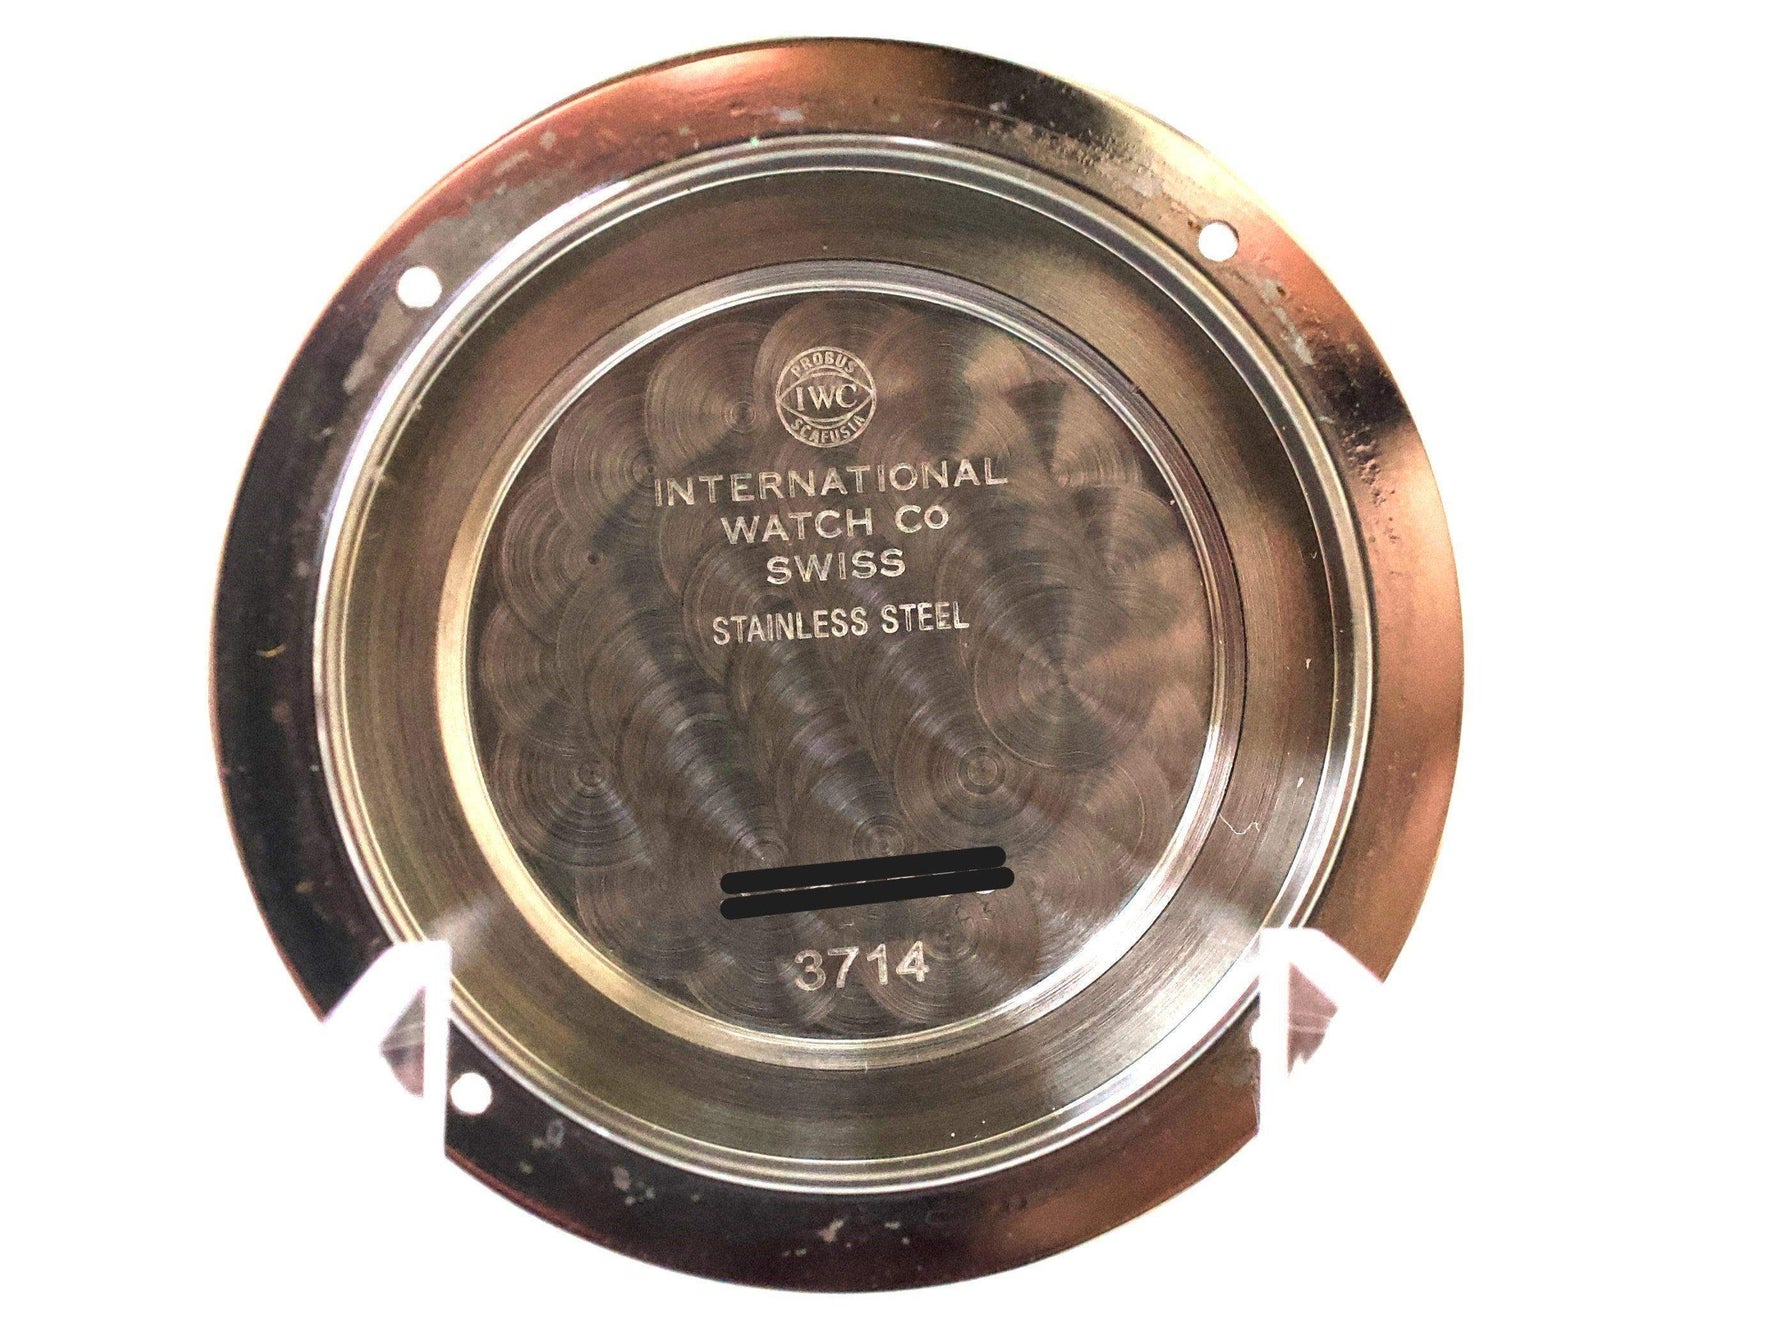 PROBUS
IWC
SCAFUSIA
INTERNATIONAL
WATCH CO
SWISS
STAINLESS STEEL
3714